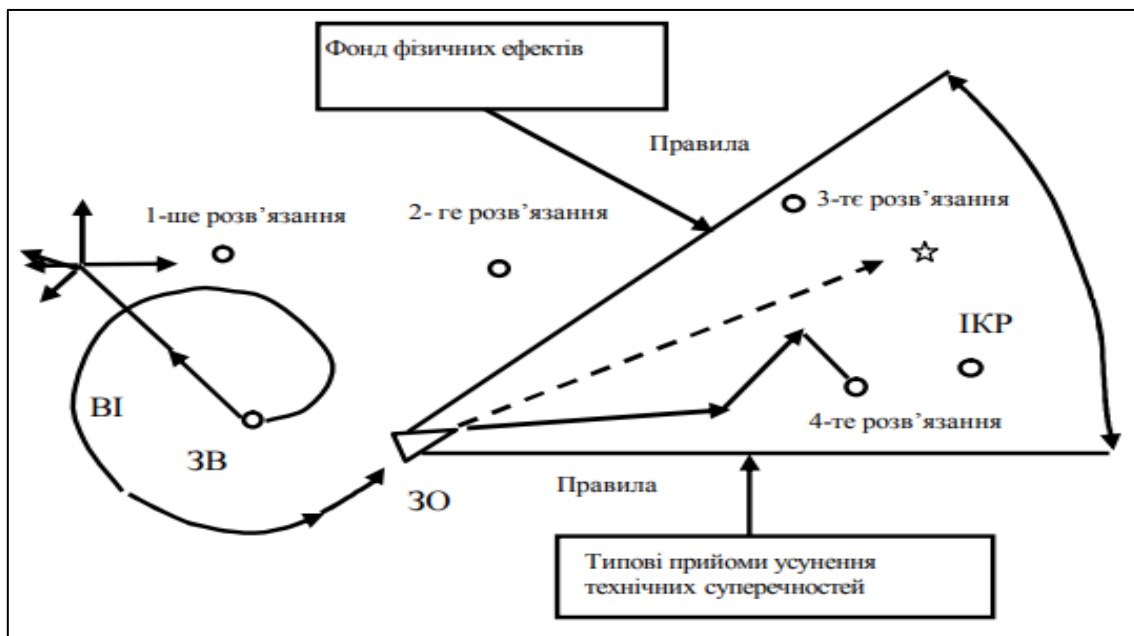 Фонд фізичних ефектів
Правила
1-ше розв’язання
2- ге розв’язання
3-тє розв’язання
ІКР
ВІ
ЗВ
4-те розв’язання
ЗО
Правила
Типові прийоми усунення
технічних суперечностей